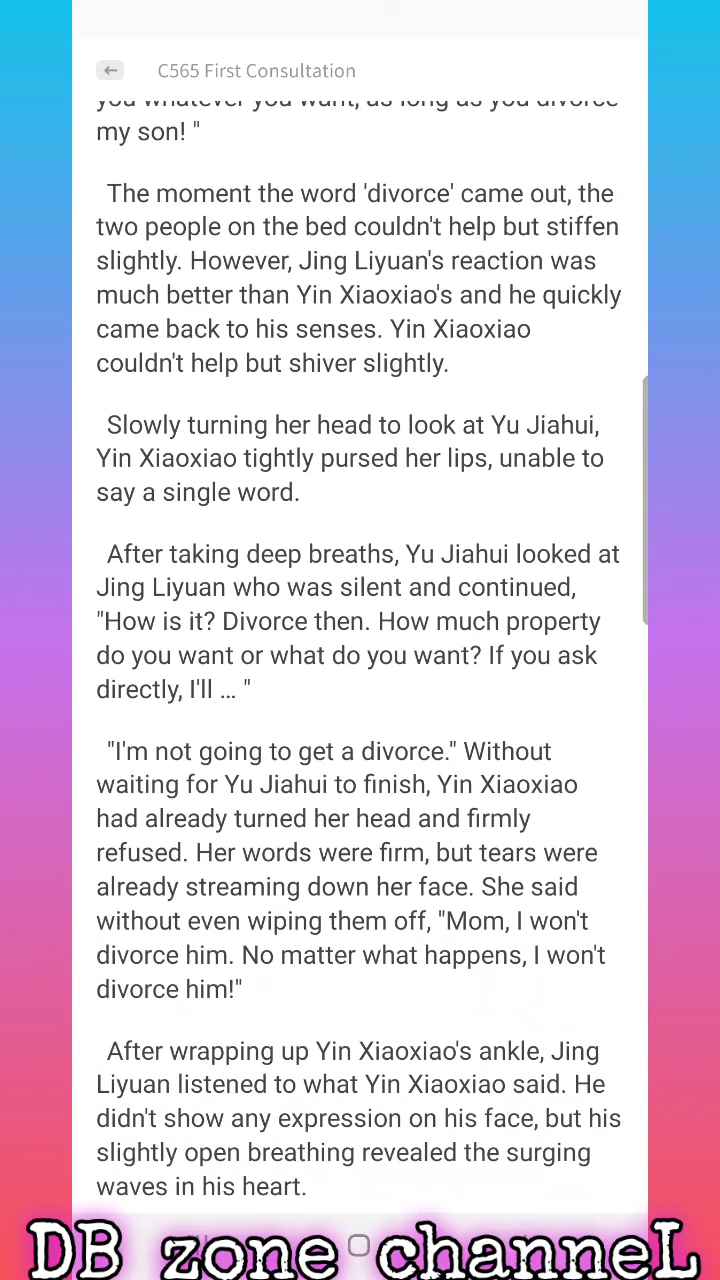 C565 First Consultation
you whatever you want, as long as you divorce
my son! "
The moment the word 'divorce' came out, the
two people on the bed couldn't help but stiffen
slightly. However, Jing Liyuan's reaction was
much better than Yin Xiaoxiao's and he quickly
came back to his senses. Yin Xiaoxiao
couldn't help but shiver slightly.
Slowly turning her head to look at Yu Jiahui,
Yin Xiaoxiao tightly pursed her lips, unable to
say a single word.
After taking deep breaths, Yu Jiahui looked at
Jing Liyuan who was silent and continued,
"How is it? Divorce then. How much property
do you want or what do you want? If you ask
directly, I'll ... "
"I'm not going to get a divorce." Without
waiting for Yu Jiahui to finish, Yin Xiaoxiao
had already turned her head and firmly
refused. Her words were firm, but tears were
already streaming down her face. She said
without even wiping them off, "Mom, I won't
divorce him. No matter what happens, I won't
divorce him!"
After wrapping up Yin Xiaoxiao's ankle, Jing
Liyuan listened to what Yin Xiaoxiao said. He
didn't show any expression on his face, but his
slightly open breathing revealed the surging
waves in his heart.
DB zone channeL